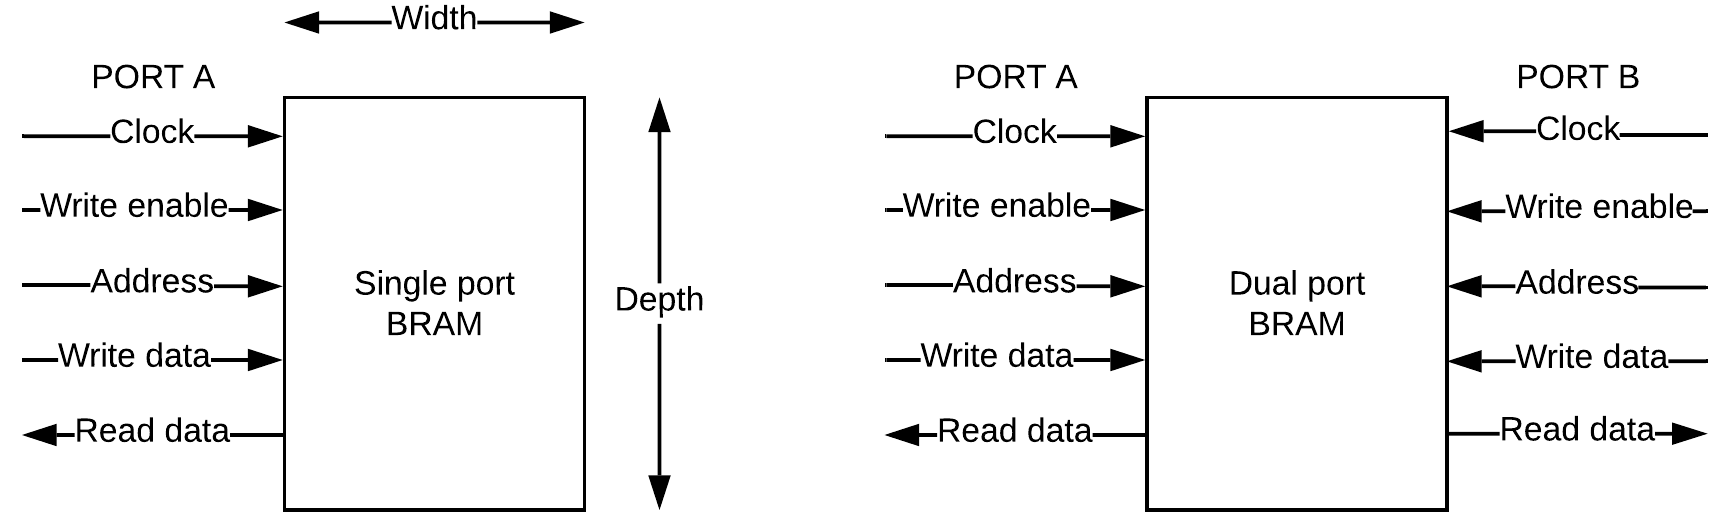 Width
PORT A
Clock
Write enable
Address
Write data
Read data
Single port
BRAM
Depth
PORT A
Clock
Write enable
Address
Write data
Read data
Dual port
BRAM
PORT B
Clock
Write enable
Address
Write data
Read data